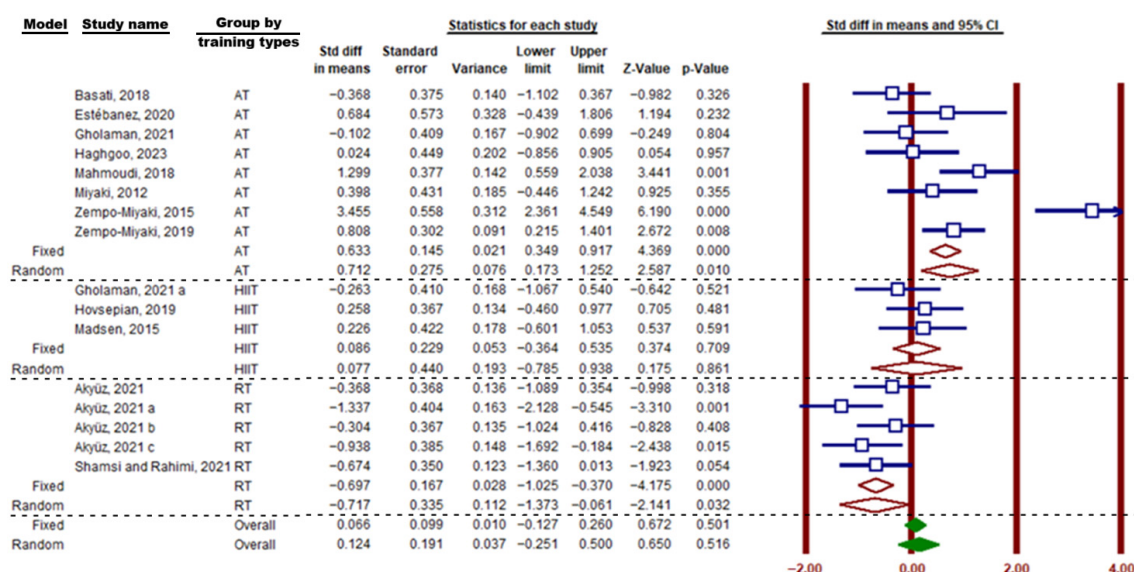 Model Study name Group by training types Statistics for each study Std diff in means and 95% CI
Std diff in means Standard error Variance Lower limit Upper limit Z-Value p-Value
Basati, 2018 AT −0.368 0.375 0.140 −1.102 0.367 −0.982 0.326
Estébanez, 2020 AT 0.684 0.573 0.328 −0.439 1.806 1.194 0.232
Gholaman, 2021 AT −0.102 0.409 0.167 −0.902 0.699 −0.249 0.804
Haghgoo, 2023 AT 0.024 0.449 0.202 −0.856 0.905 0.054 0.957
Mahmoudi, 2018 AT 1.299 0.377 0.142 0.559 2.038 3.441 0.001
Miyaki, 2012 AT 0.398 0.431 0.185 −0.446 1.242 0.925 0.355
Zempo-Miyaki, 2015 AT 3.455 0.558 0.312 2.361 4.549 6.190 0.000
Zempo-Miyaki, 2019 AT 0.808 0.302 0.091 0.215 1.401 2.672 0.008
Fixed AT 0.633 0.145 0.021 0.349 0.917 4.369 0.000
Random AT 0.712 0.275 0.076 0.173 1.252 2.587 0.010
Gholaman, 2021 a HIIT −0.263 0.410 0.168 −1.067 0.540 −0.642 0.521
Hovsepian, 2019 HIIT 0.258 0.367 0.134 −0.460 0.977 0.705 0.481
Madsen, 2015 HIIT 0.226 0.422 0.178 −0.601 1.053 0.537 0.591
Fixed HIIT 0.086 0.229 0.053 −0.364 0.535 0.374 0.709
Random HIIT 0.077 0.440 0.193 −0.785 0.938 0.175 0.861
Akyüz, 2021 RT −0.368 0.368 0.136 −1.089 0.354 −0.998 0.318
Akyüz, 2021 a RT −1.337 0.404 0.163 −2.128 −0.545 −3.310 0.001
Akyüz, 2021 b RT −0.304 0.367 0.135 −1.024 0.416 −0.828 0.408
Akyüz, 2021 c RT −0.938 0.385 0.148 −1.692 −0.184 −2.438 0.015
Shamsi and Rahimi, 2021 RT −0.674 0.350 0.123 −1.360 0.013 −1.923 0.054
Fixed RT −0.697 0.167 0.028 −1.025 −0.370 −4.175 0.000
Random RT −0.717 0.335 0.112 −1.373 −0.061 −2.141 0.032
Fixed Overall 0.066 0.099 0.010 −0.127 0.260 0.672 0.501
Random Overall 0.124 0.191 0.037 −0.251 0.500 0.650 0.516
−2.00 0.00 2.00 4.00